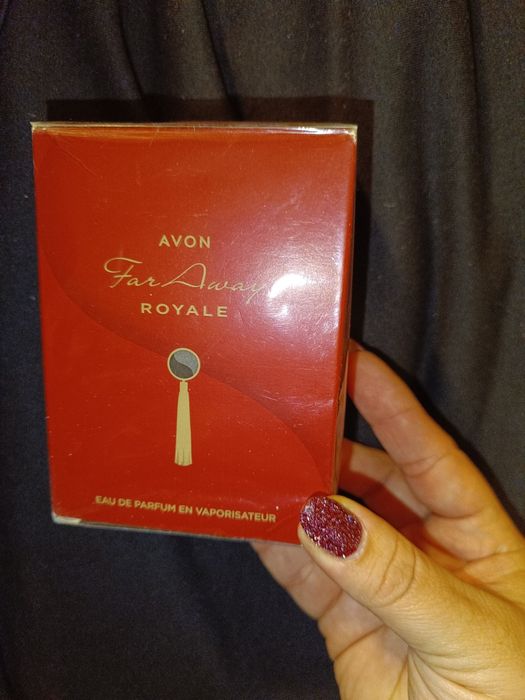 AVON
Far Away
ROYALE
EAU DE PARFUM EN VAPORISATEUR